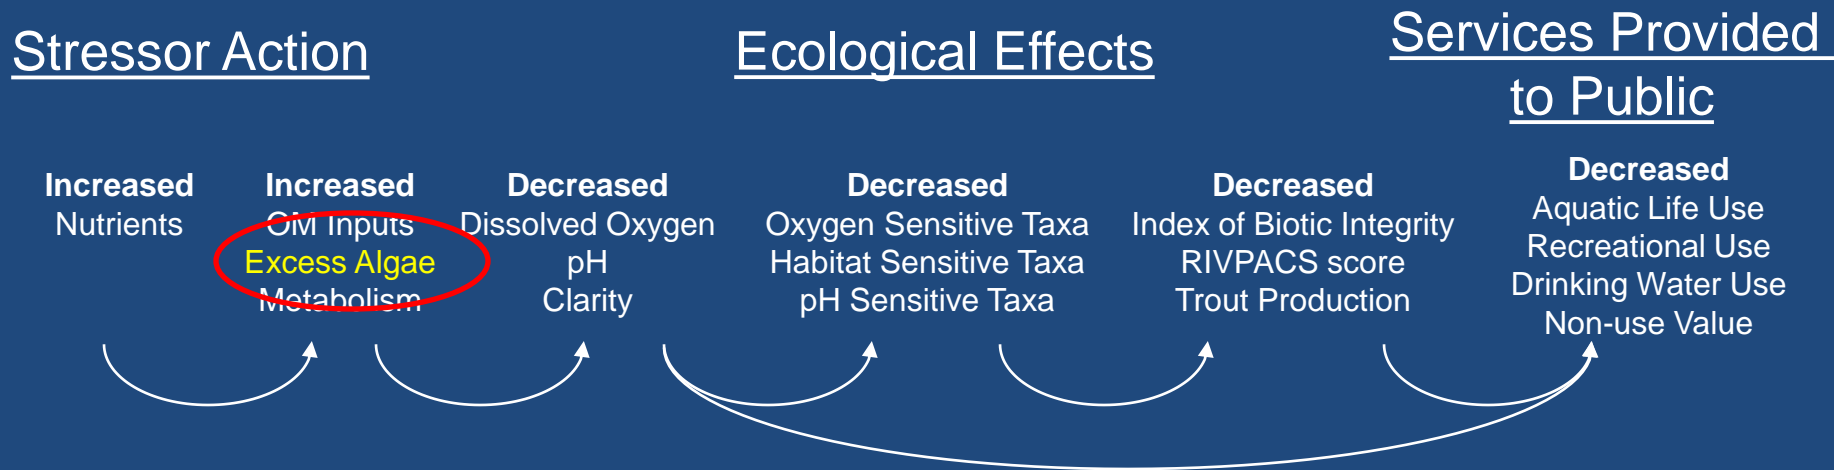 Stressor Action
Ecological Effects
Services Provided
to Public
Increased
Nutrients
Increased
OM Inputs
Excess Algae
Metabolism
Decreased
Dissolved Oxygen
pH
Clarity
Decreased
Oxygen Sensitive Taxa
Habitat Sensitive Taxa
pH Sensitive Taxa
Decreased
Index of Biotic Integrity
RIVPACS score
Trout Production
Decreased
Aquatic Life Use
Recreational Use
Drinking Water Use
Non-use Value